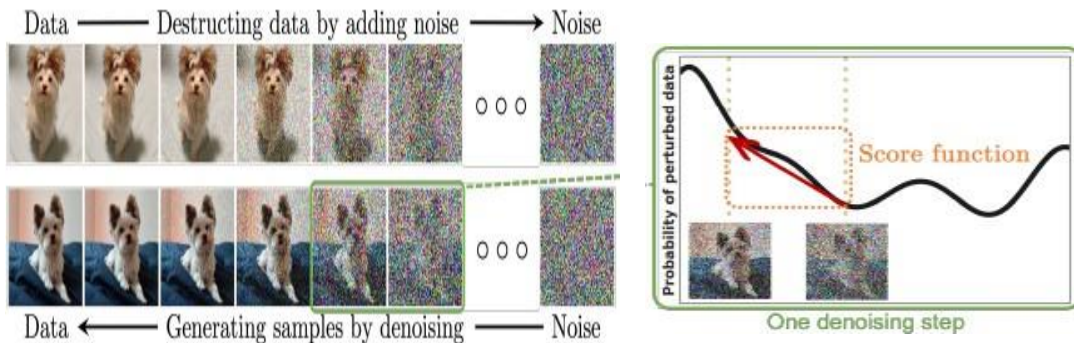 Data Destructing data by adding noise Noise
Data Generating samples by denoising Noise
Probability of perturbed data
Score function
One denoising step